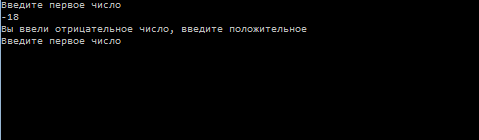 Введите первое число
-18
Вы ввели отрицательное число, введите положительное
Введите первое число